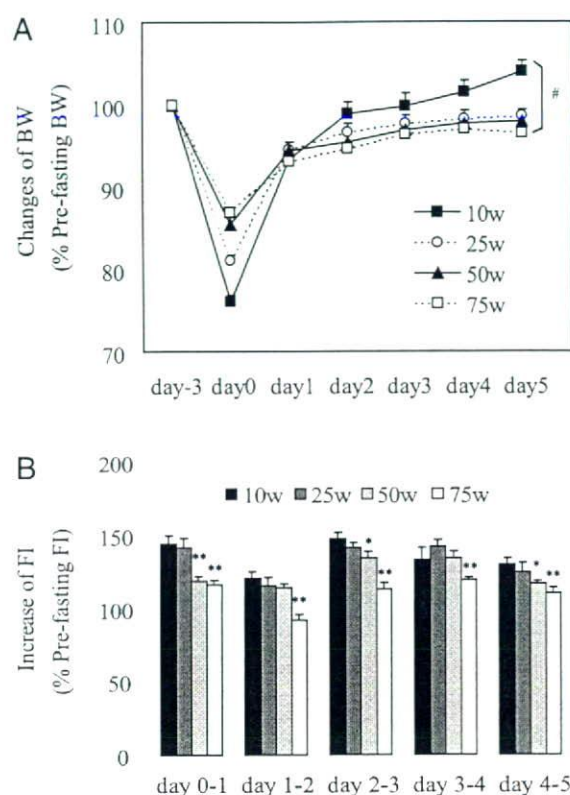 A
110
100
90
80
70
Changes of BW
(% Pre-fasting BW)
#
10w
25w
50w
75w
day-3 day0 day1 day2 day3 day4 day5
B
200
150
100
50
0
Increase of FI
(% Pre-fasting FI)
10w 25w 50w 75w
** ** ** * ** ** * **
day 0-1 day 1-2 day 2-3 day 3-4 day 4-5